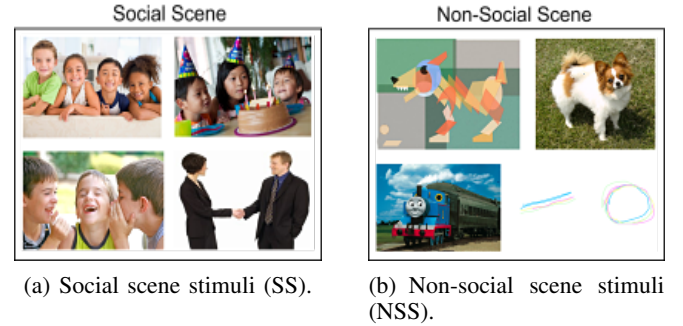 Social Scene
Non-Social Scene
(a) Social scene stimuli (SS).
(b) Non-social scene stimuli
(NSS).